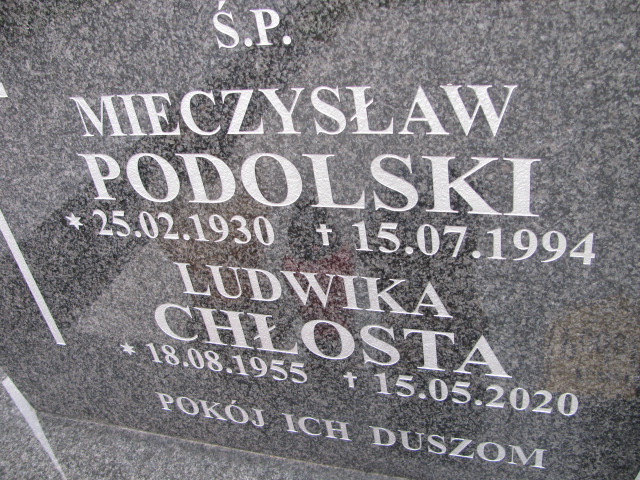 Ś.P.
MIECZYSŁAW
PODOLSKI
* 25.02.1930 † 15.07.1994
LUDWIKA
CHŁOSTA
* 18.08.1955 † 15.05.2020
POKÓJ ICH DUSZOM